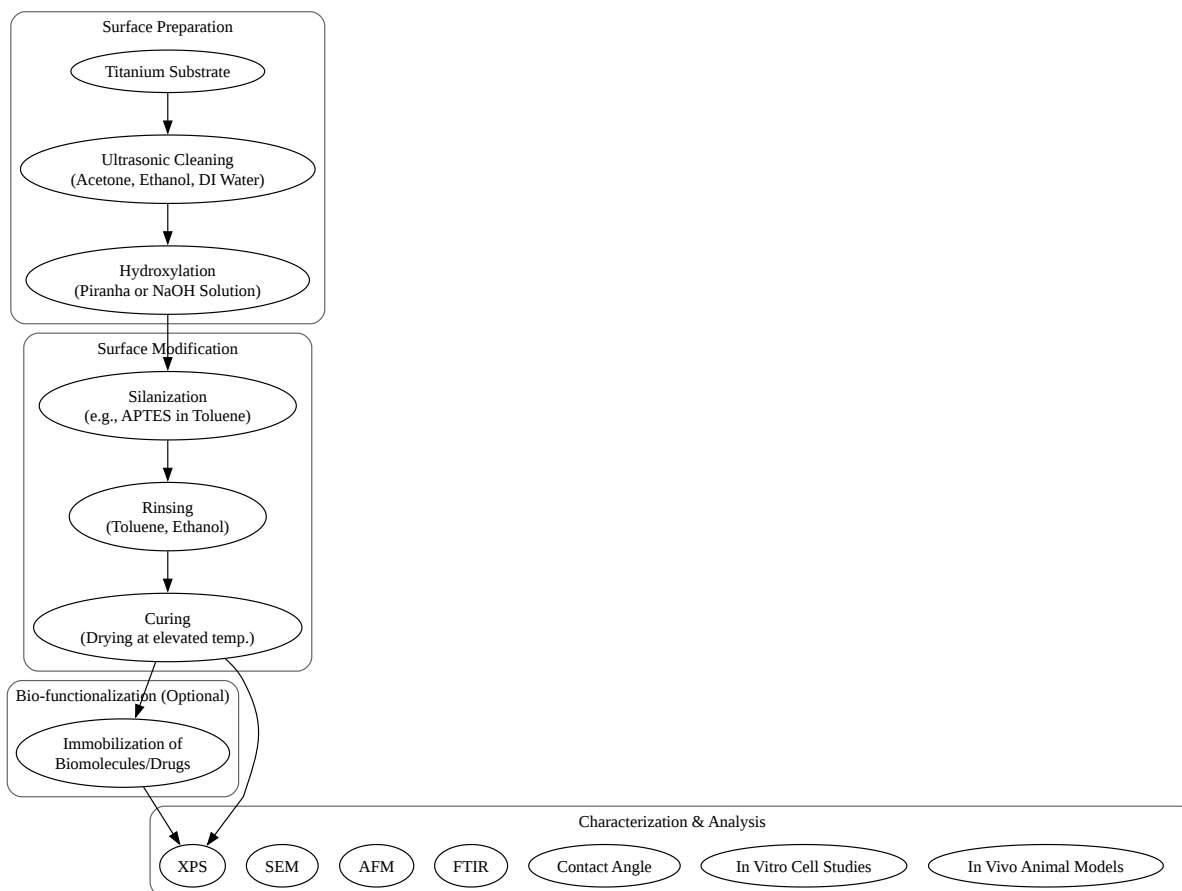 Surface Preparation
Titanium Substrate
Ultrasonic Cleaning
(Acetone, Ethanol, DI Water)
Hydroxylation
(Piranha or NaOH Solution)
Surface Modification
Silanization
(e.g., APTES in Toluene)
Rinsing
(Toluene, Ethanol)
Curing
(Drying at elevated temp.)
Bio-functionalization (Optional)
Immobilization of
Biomolecules/Drugs
Characterization & Analysis
XPS
SEM
AFM
FTIR
Contact Angle
In Vitro Cell Studies
In Vivo Animal Models